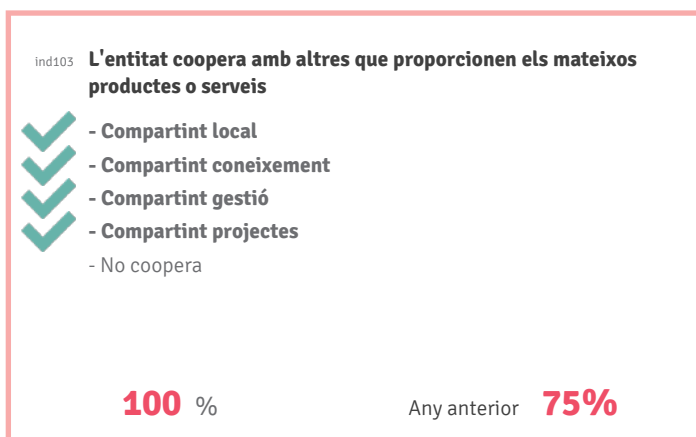 ind103 L'entitat coopera amb altres que proporcionen els mateixos
productes o serveis
- Compartint local
- Compartint coneixement
- Compartint gestió
- Compartint projectes
- No coopera
100 % Any anterior 75%